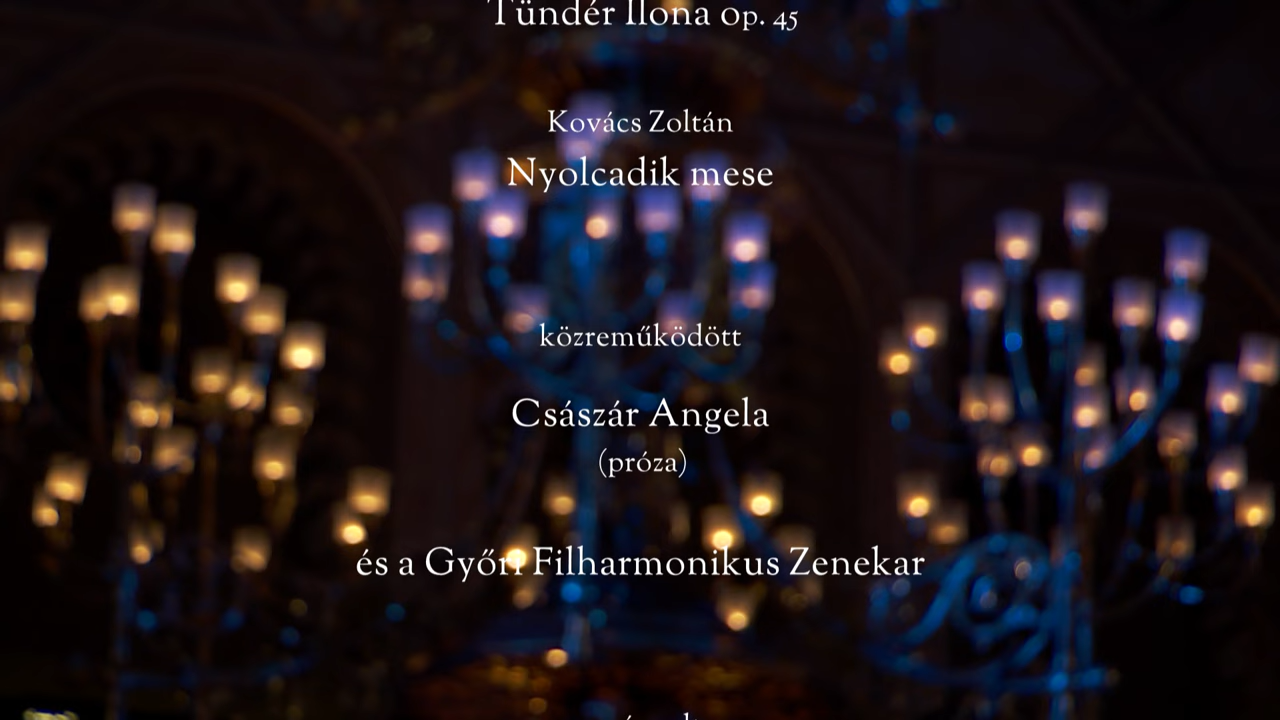 Tündér Ilona op. 45
Kovács Zoltán
Nyolcadik mese
közreműködött
Császár Angela
(próza)
és a Győri Filharmonikus Zenekar